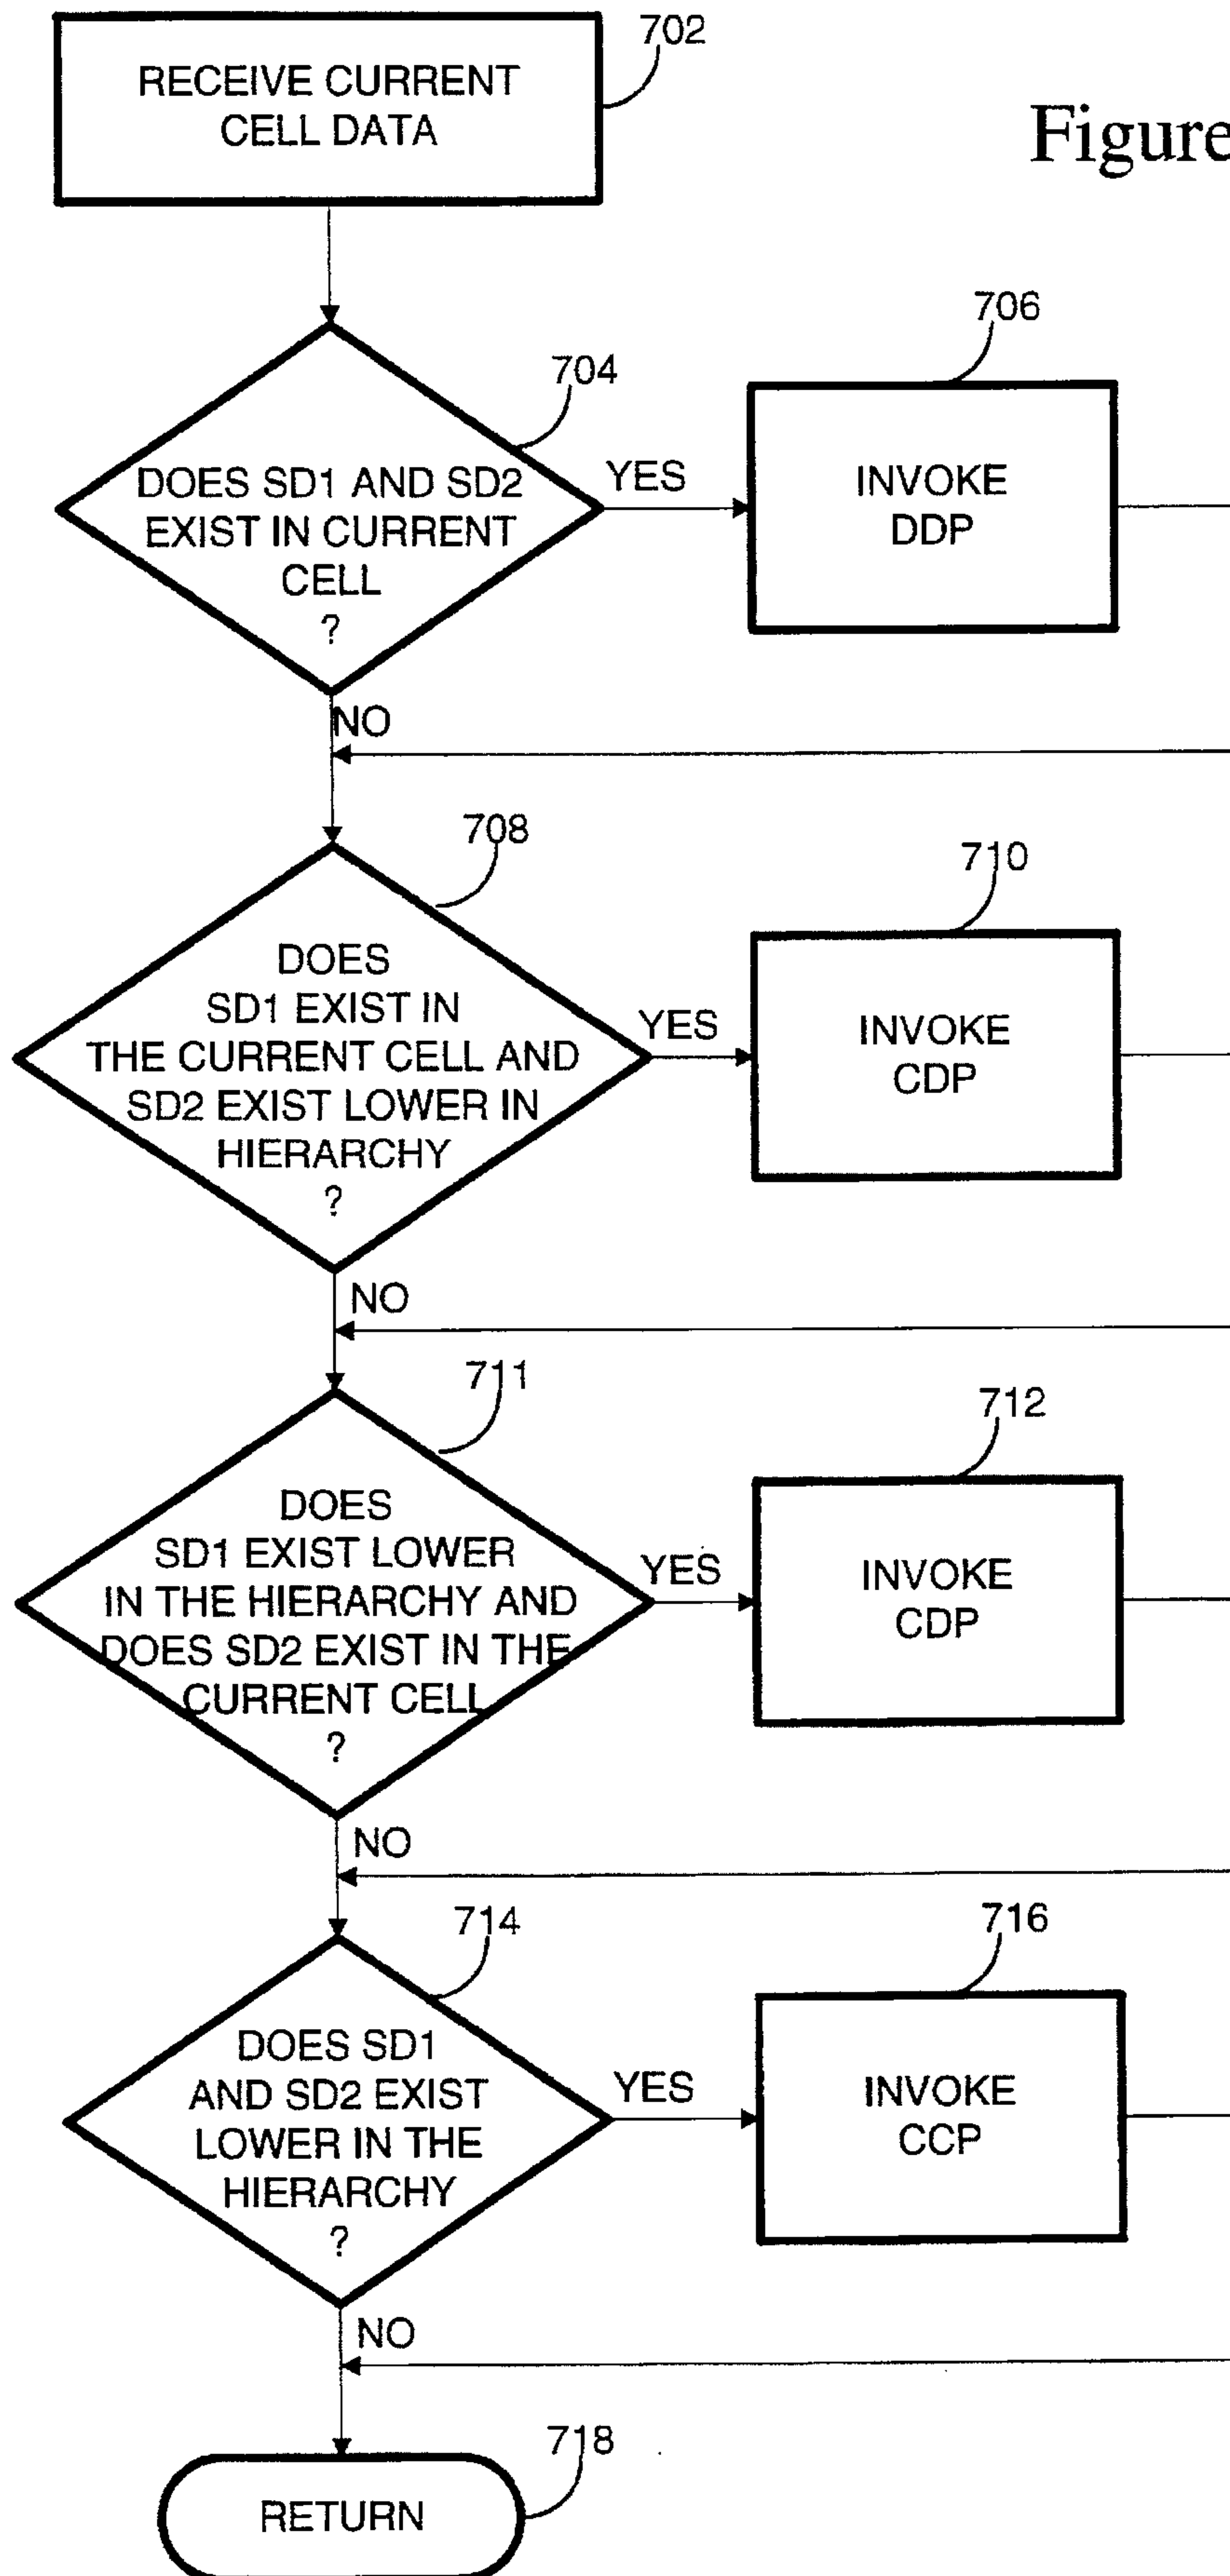 702
RECEIVE CURRENT
CELL DATA
Figure
706
704
DOES SD1 AND SD2
EXIST IN CURRENT
CELL
?
YES
INVOKE
DDP
NO
708
710
DOES
SD1 EXIST IN
THE CURRENT CELL AND
SD2 EXIST LOWER IN
HIERARCHY
?
YES
INVOKE
CDP
NO
711
712
DOES
SD1 EXIST LOWER
IN THE HIERARCHY AND
DOES SD2 EXIST IN THE
CURRENT CELL
?
YES
INVOKE
CDP
NO
714
716
DOES SD1
AND SD2 EXIST
LOWER IN THE
HIERARCHY
?
YES
INVOKE
CCP
NO
718
RETURN